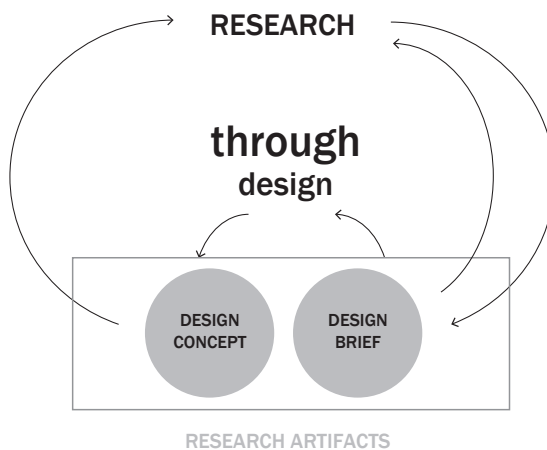 RESEARCH
through
design
DESIGN
CONCEPT
DESIGN
BRIEF
RESEARCH ARTIFACTS